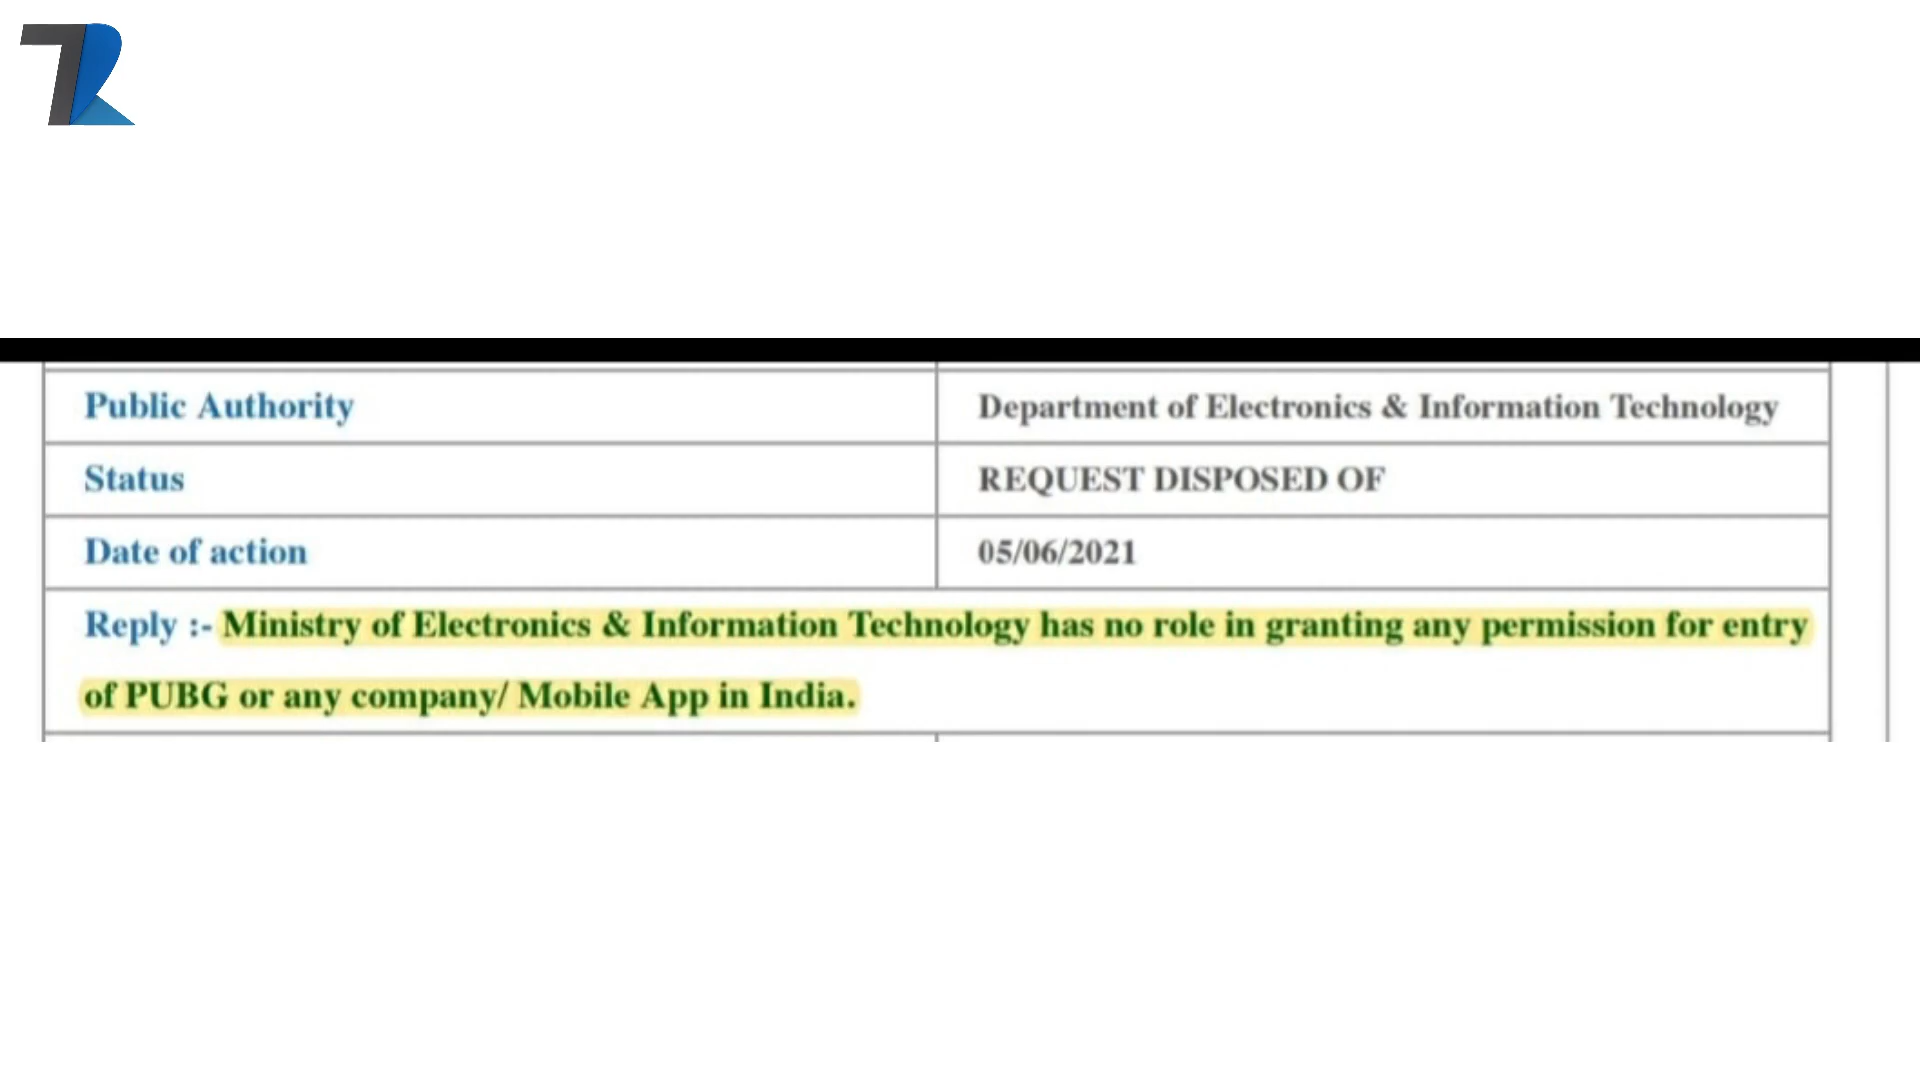 TR
Public Authority
Department of Electronics & Information Technology
Status
REQUEST DISPOSED OF
Date of action
05/06/2021
Reply :- Ministry of Electronics & Information Technology has no role in granting any permission for entry
of PUBG or any company/ Mobile App in India.